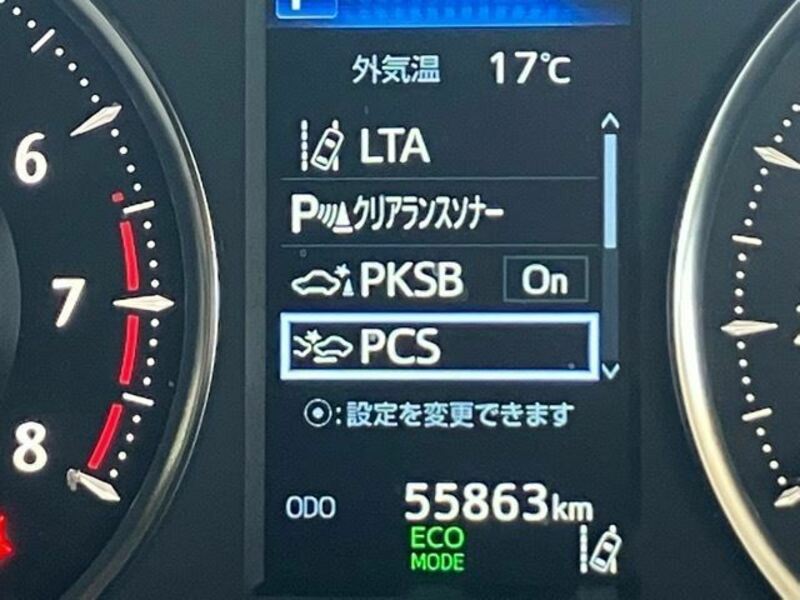 外気温 17℃
LTA
P クリアランスソナー
PKSB On
PCS
:設定を変更できます
ODO 55863km
ECO
MODE
6
7
8